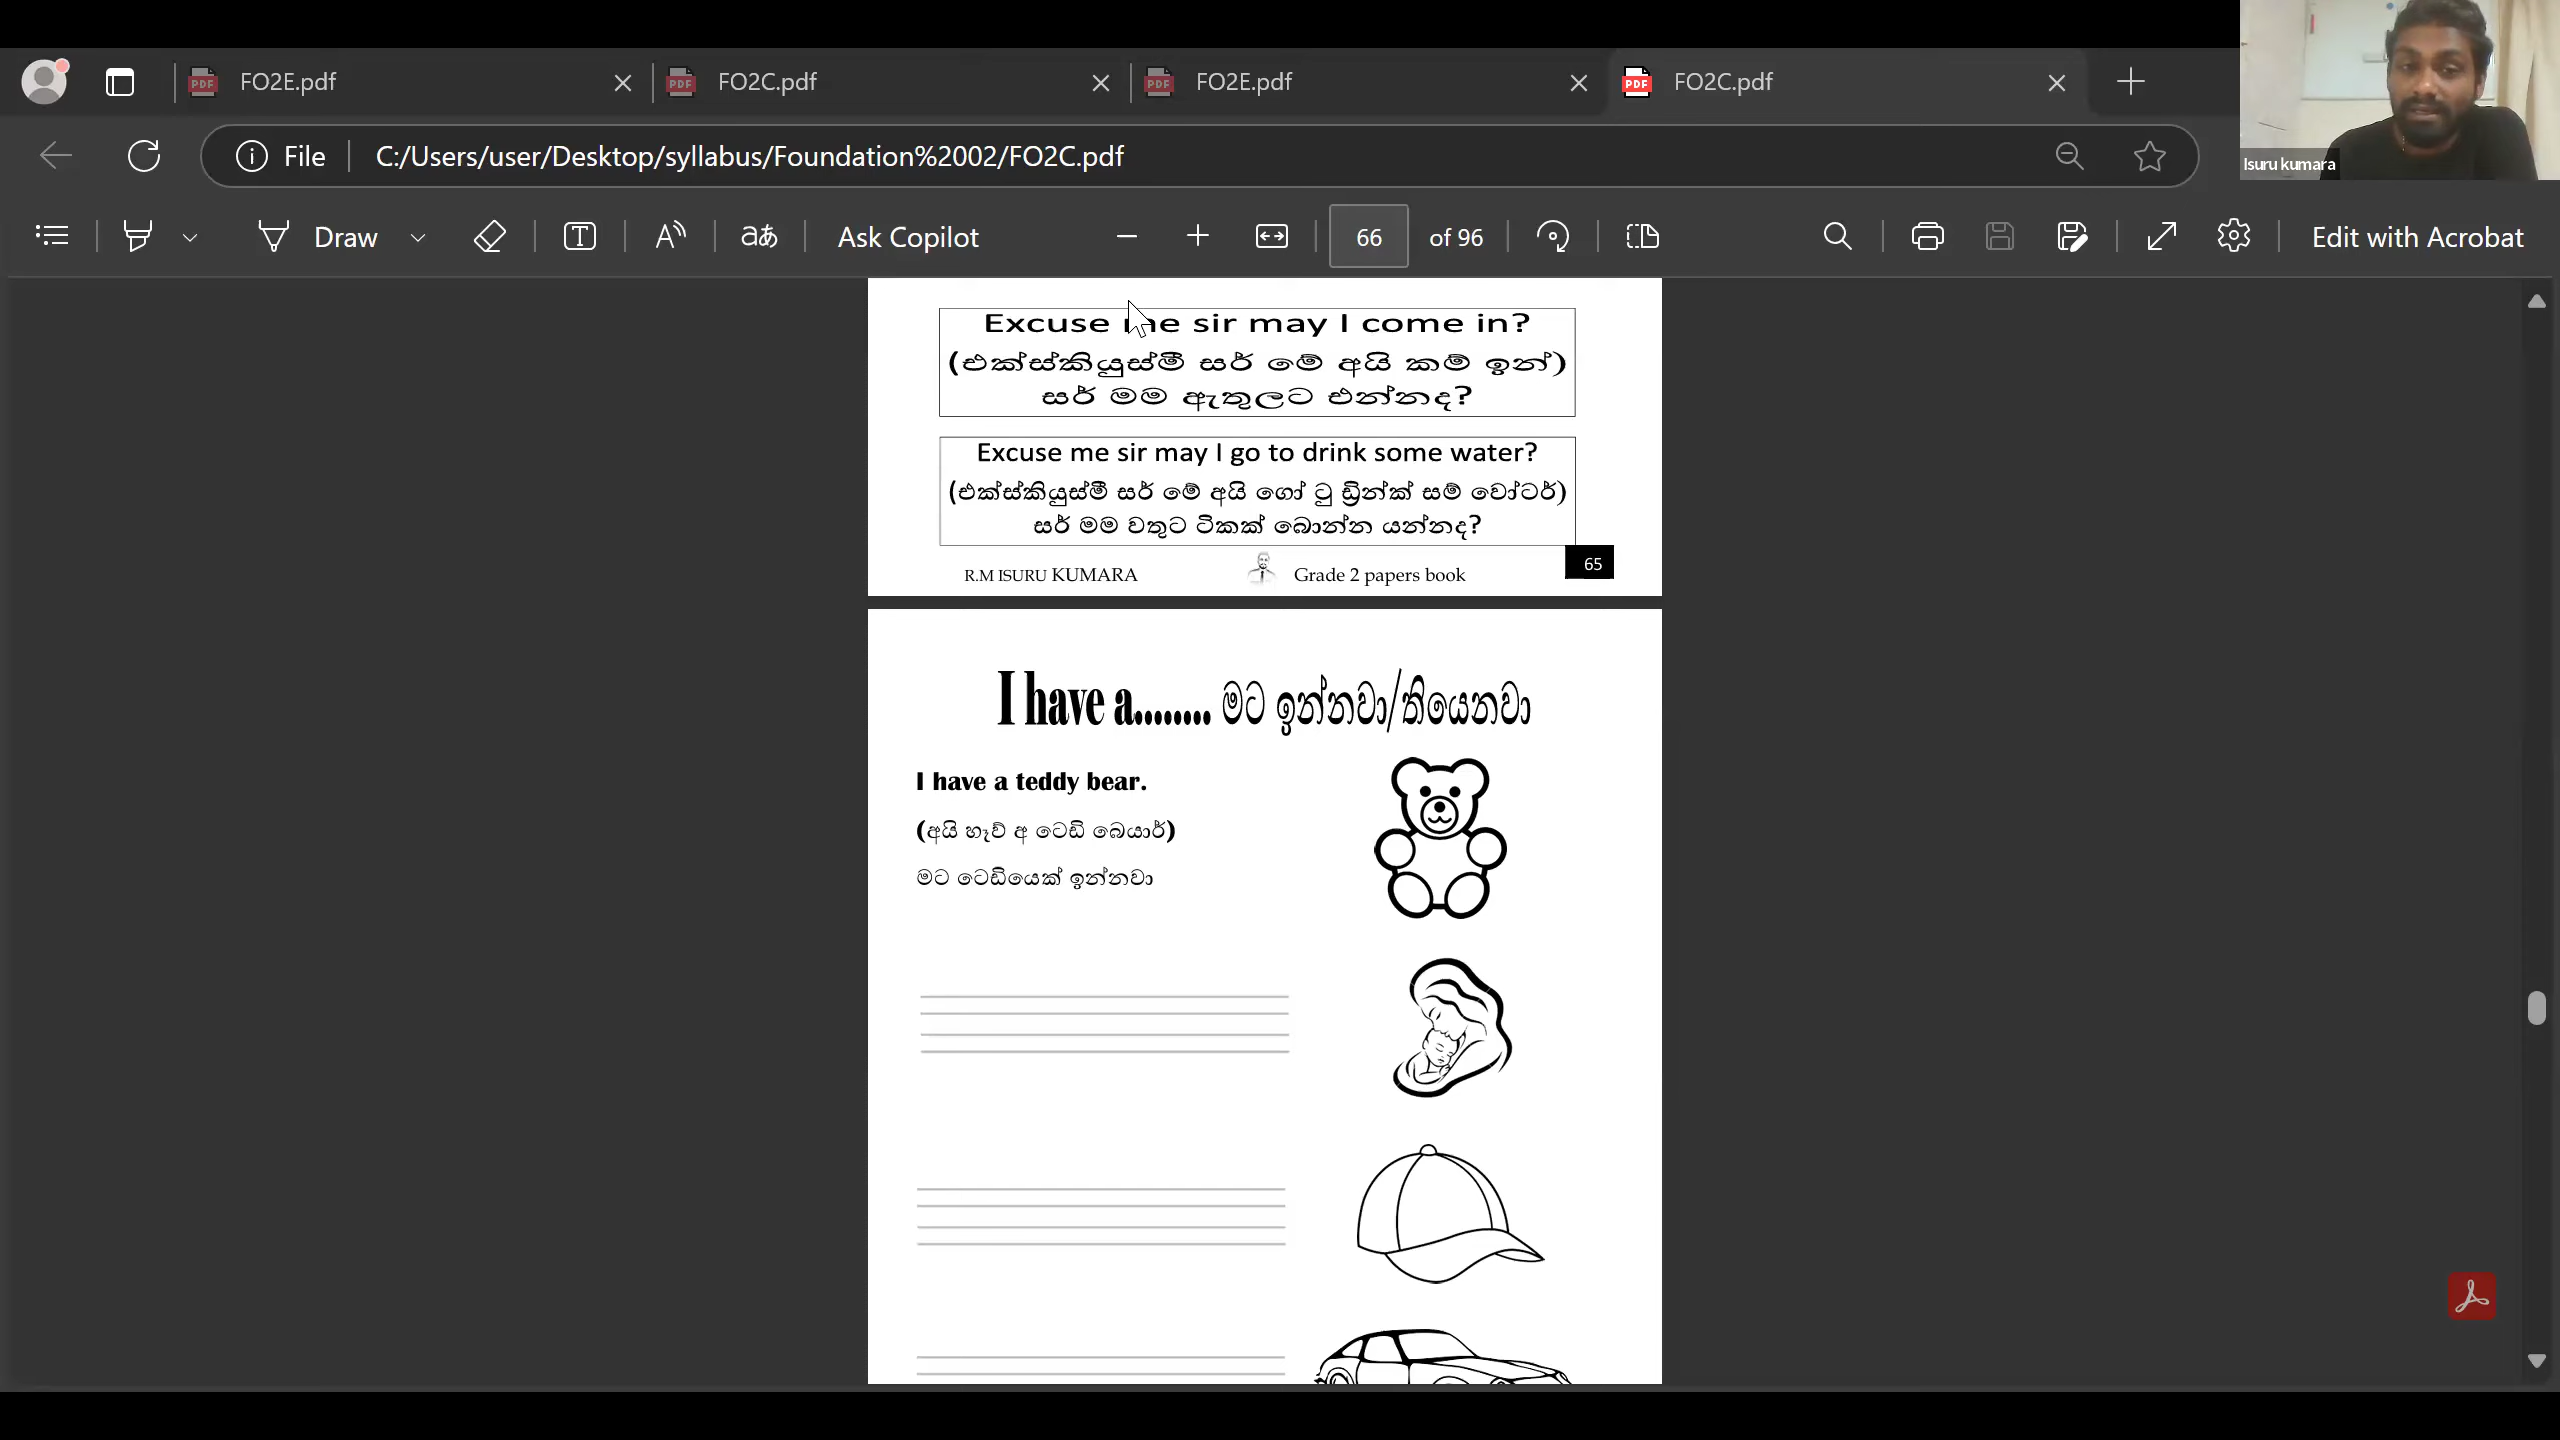 FO2E.pdf
FO2C.pdf
FO2E.pdf
FO2C.pdf
File
C:/Users/user/Desktop/syllabus/Foundation%2002/FO2C.pdf
Isuru kumara
Draw
Ask Copilot
66 of 96
Edit with Acrobat
Excuse me sir may I come in?
(එක්ස්කියුස්මී සර් මේ අයි කම් ඉන්)
සර් මම ඇතුලට එන්නද?
Excuse me sir may I go to drink some water?
(එක්ස්කියුස්මී සර් මේ අයි ගෝ ටු ඩ්‍රින්ක් සම් වෝටර්)
සර් මම වතුට ටිකක් බොන්න යන්නද?
R.M ISURU KUMARA
Grade 2 papers book
65
I have a........ මට ඉන්නවා/තියෙනවා
I have a teddy bear.
(අයි හැව් අ ටෙඩි බෙයාර්)
මට ටෙඩියෙක් ඉන්නවා